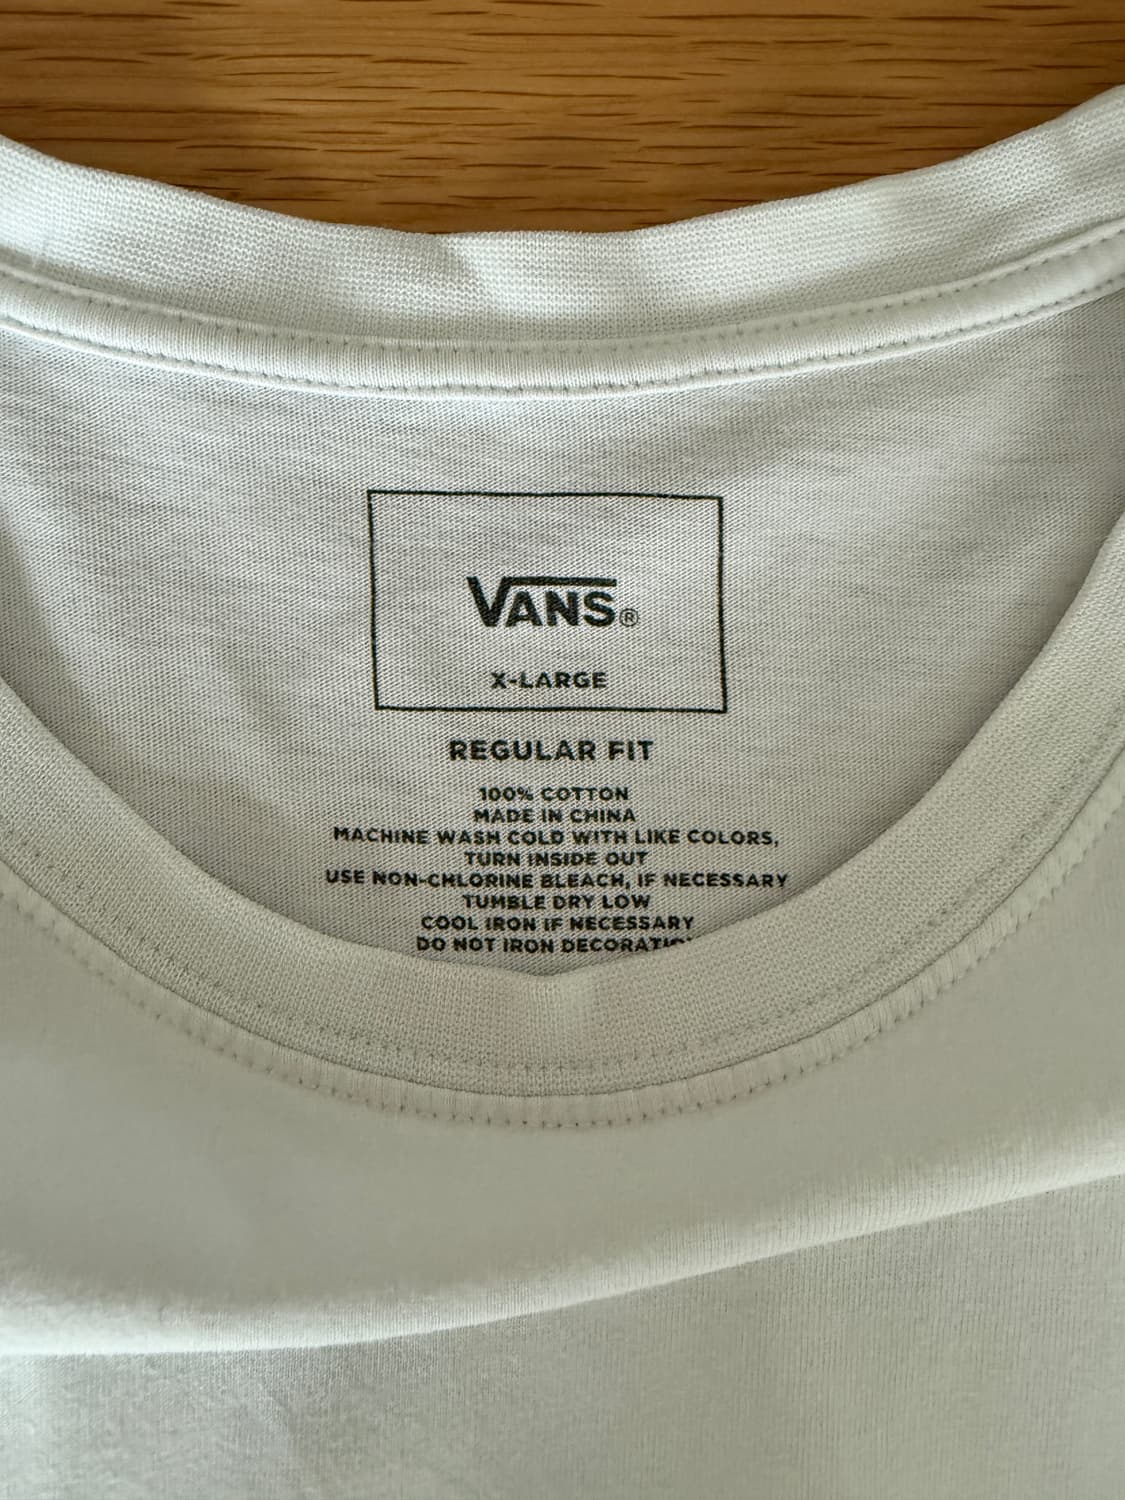 VANS®
X-LARGE
REGULAR FIT
100% COTTON
MADE IN CHINA
MACHINE WASH COLD WITH LIKE COLORS,
TURN INSIDE OUT
USE NON-CHLORINE BLEACH, IF NECESSARY
TUMBLE DRY LOW
COOL IRON IF NECESSARY
DO NOT IRON